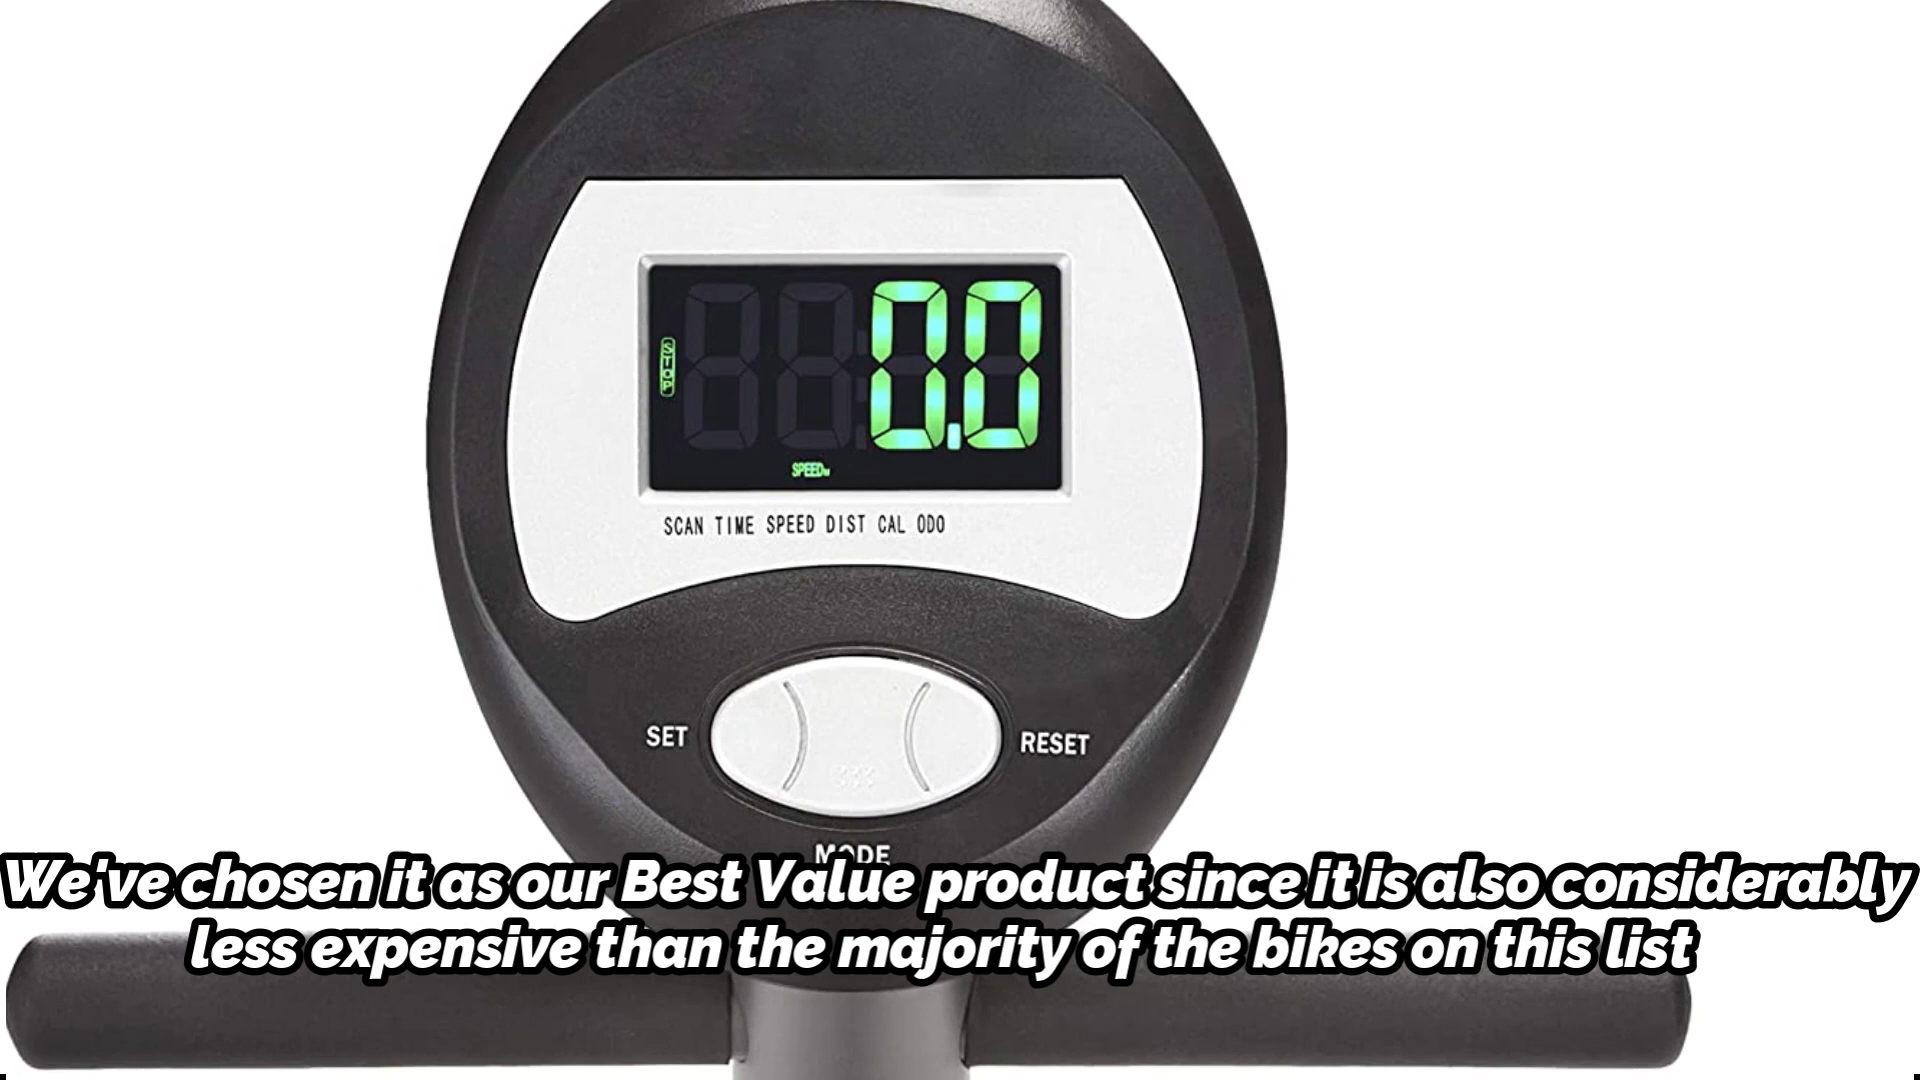 STOP
0.0
SPEED M
SCAN TIME SPEED DIST CAL ODO
SET
RESET
MODE
We've chosen it as our Best Value product since it is also considerably
less expensive than the majority of the bikes on this list